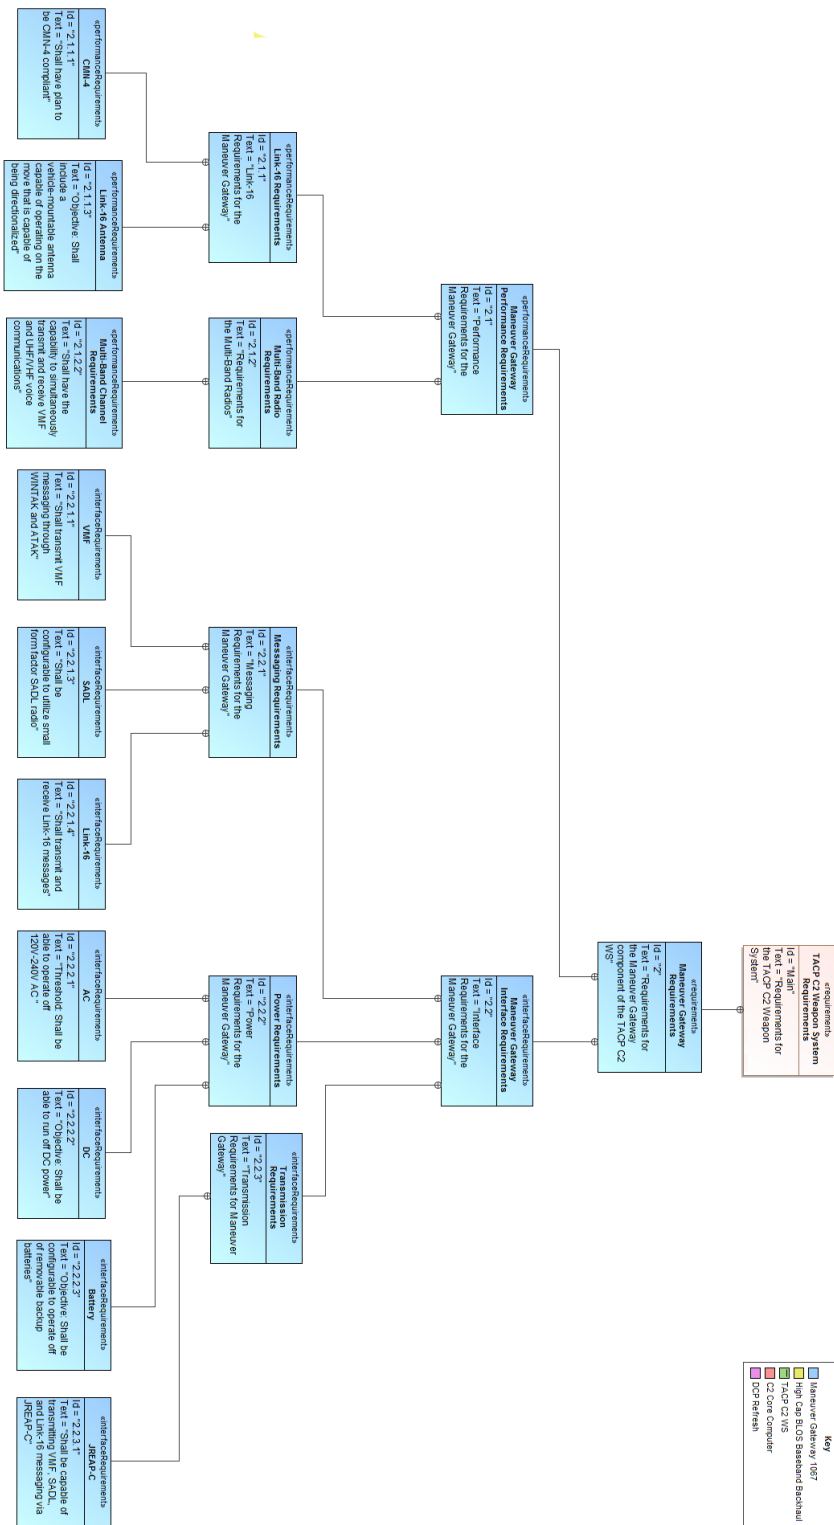 «requirement»
TACP C2 Weapon System
Requirements
Id = "Main"
Text = "Requirements for
the TACP C2 Weapon
System"
Key
Maneuver Gateway 1067
High Cap BLOS Baseband Backhaul
TACP C2 WS
C2 Core Computer
DCP Refresh
«requirement»
Maneuver Gateway
Requirements
Id = "2"
Text = "Requirements for
the Maneuver Gateway
component of the TACP C2
WS"
«performanceRequirement»
Maneuver Gateway
Performance Requirements
Id = "2.1"
Text = "Performance
Requirements for the
Maneuver Gateway"
«interfaceRequirement»
Maneuver Gateway
Interface Requirements
Id = "2.2"
Text = "Interface
Requirements for the
Maneuver Gateway"
«performanceRequirement»
Link-16 Requirements
Id = "2.1.1"
Text = "Link-16
Requirements for the
Maneuver Gateway"
«performanceRequirement»
Multi-Band Radio
Requirements
Id = "2.1.2"
Text = "Requirements for
the Multi-Band Radios"
«interfaceRequirement»
Messaging Requirements
Id = "2.2.1"
Text = "Messaging
Requirements for the
Maneuver Gateway"
«interfaceRequirement»
Power Requirements
Id = "2.2.2"
Text = "Power
Requirements for the
Maneuver Gateway"
«interfaceRequirement»
Transmission
Requirements
Id = "2.2.3"
Text = "Transmission
Requirements for Maneuver
Gateway"
«performanceRequirement»
CMN-4
Id = "2.1.1.1"
Text = "Shall have plan to
be CMN-4 compliant"
«performanceRequirement»
Link-16 Antenna
Id = "2.1.1.3"
Text = "Objective: Shall
include a
vehicle-mountable antenna
capable of operating on the
move that is capable of
being directionalized"
«performanceRequirement»
Multi-Band Channel
Requirements
Id = "2.1.2.2"
Text = "Shall have the
capability to simultaneously
transmit and receive VMF
and UHF/VHF voice
communications"
«interfaceRequirement»
VMF
Id = "2.2.1.1"
Text = "Shall transmit VMF
messaging through
WINTAK and ATAK"
«interfaceRequirement»
SADL
Id = "2.2.1.3"
Text = "Shall be
configurable to utilize small
form factor SADL radio"
«interfaceRequirement»
Link-16
Id = "2.2.1.4"
Text = "Shall transmit and
receive Link-16 messages"
«interfaceRequirement»
AC
Id = "2.2.2.1"
Text = "Threshold: Shall be
able to operate off
120V-240V AC "
«interfaceRequirement»
DC
Id = "2.2.2.2"
Text = "Objective: Shall be
able to run off DC power"
«interfaceRequirement»
Battery
Id = "2.2.2.3"
Text = "Objective: Shall be
configurable to operate off
of removable backup
batteries"
«interfaceRequirement»
JREAP-C
Id = "2.2.3.1"
Text = "Shall be capable of
transmitting VMF, SADL,
and Link-16 messaging via
JREAP-C"